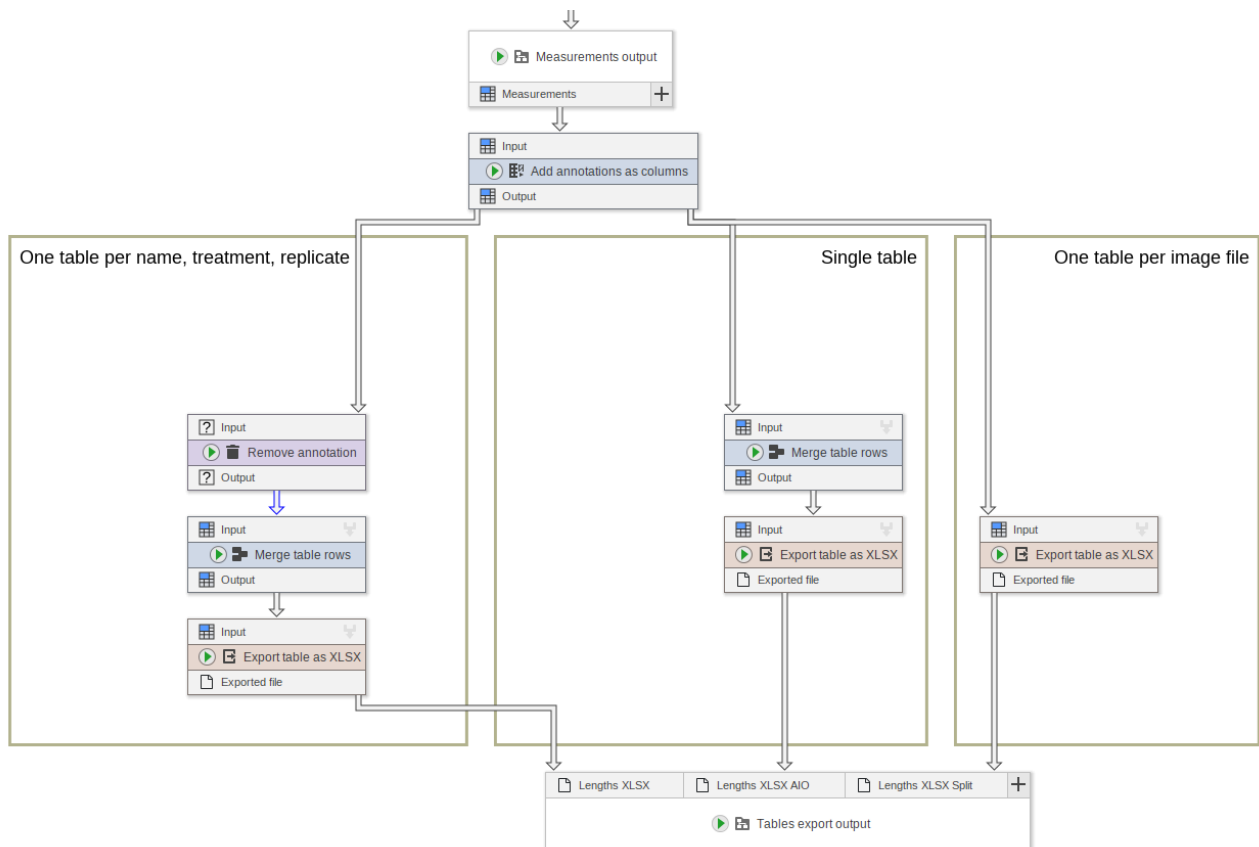 Measurements output
Measurements
Input
Add annotations as columns
Output
One table per name, treatment, replicate
Single table
One table per image file
Input
Remove annotation
Output
Input
Merge table rows
Output
Input
Export table as XLSX
Exported file
Input
Merge table rows
Output
Input
Export table as XLSX
Exported file
Input
Export table as XLSX
Exported file
Lengths XLSX
Lengths XLSX AIO
Lengths XLSX Split
Tables export output